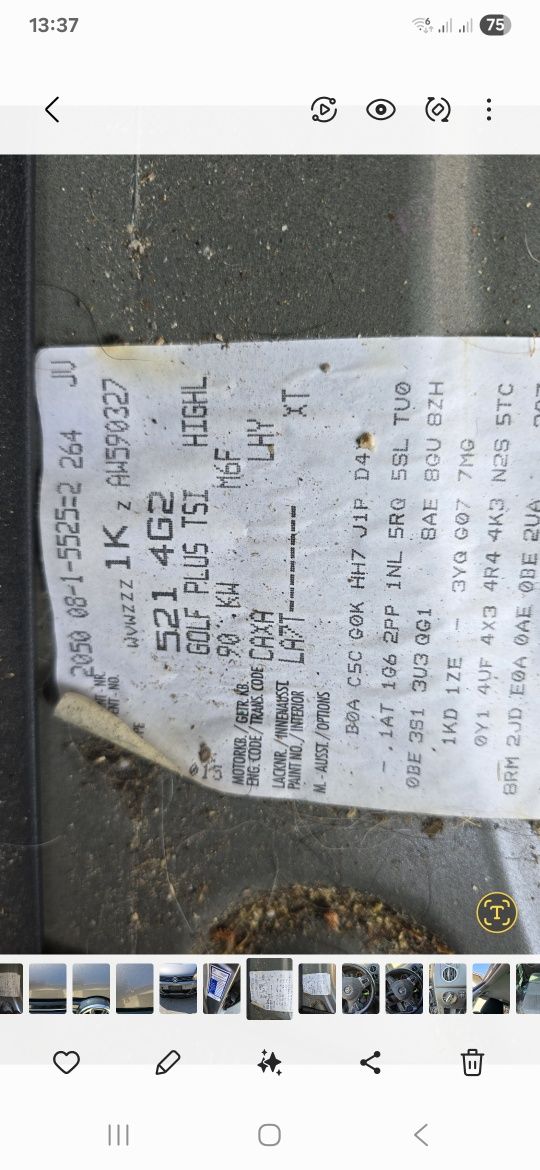 13:37
75
2050 08-1-5525=2 264 JV
WVWZZZ 1K Z AW590327
521 4G2
GOLF PLUS TSI HIGHL
90 KW M6F
MOTORKB. / GETR.KB.
ENG. CODE / TRANS. CODE CAXA LHY
LACKNR. / INNENAUSST.
PAINT NO. / INTERIOR LA7T XT
M. - AUSST. / OPTIONS
B0A C5C G0K HH7 J1P
- 1AT 1G6 2PP 1NL 5RQ 5SL TU0
0BE 3S1 3U3 QG1 8AE 8GU 8ZH
1KD 1ZE - 3YQ G07 7MG
0Y1 4UF 4X3 4R4 4K3 N2S 5TC
8RM 2JD E0A 0AE 0BE 2UA